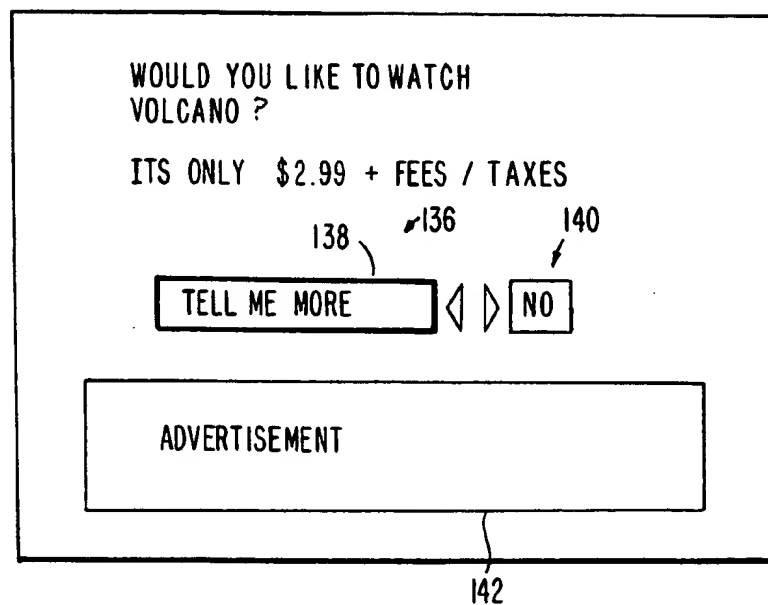 WOULD YOU LIKE TO WATCH
VOLCANO ?
ITS ONLY $2.99 + FEES / TAXES
138 136 140
TELL ME MORE NO
ADVERTISEMENT
142